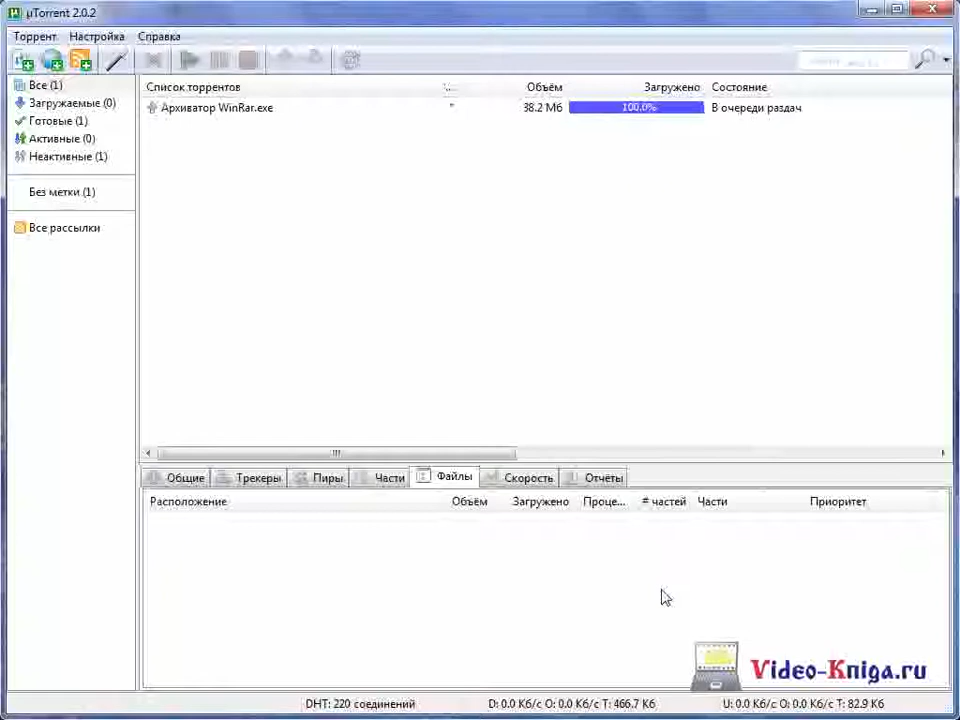 µTorrent 2.0.2
Торрент Настройка Справка
Все (1)
Загружаемые (0)
Готовые (1)
Активные (0)
Неактивные (1)
Без метки (1)
Все рассылки
Список торрентов Объём Загружено Состояние
Архиватор WinRar.exe 38.2 Мб 100.0% В очереди раздач
Общие Трекеры Пиры Части Файлы Скорость Отчёты
Расположение Объём Загружено Проце... # частей Части Приоритет
Video-Kniga.ru
DHT: 220 соединений D: 0.0 Кб/с O: 0.0 Кб/с T: 466.7 Кб U: 0.0 Кб/с O: 0.0 Кб/с T: 82.9 Кб